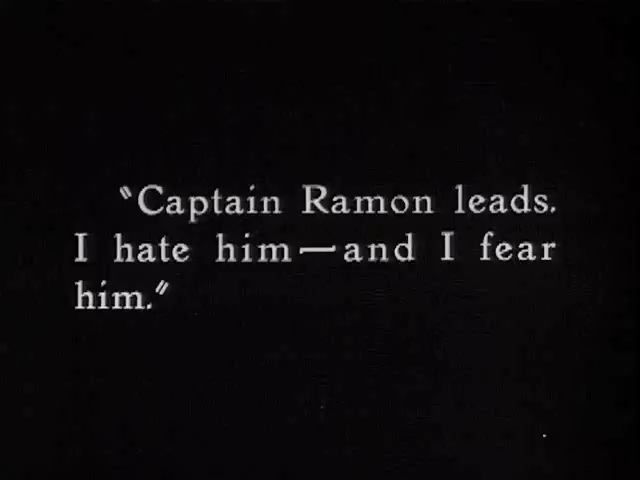 "Captain Ramon leads.
I hate him—and I fear
him."